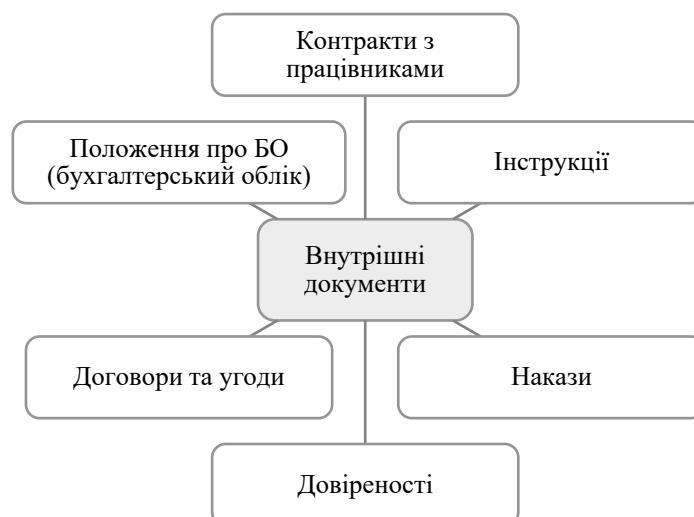 Контракти з
працівниками
Положення про БО
(бухгалтерський облік)
Інструкції
Внутрішні
документи
Договори та угоди
Накази
Довіреності